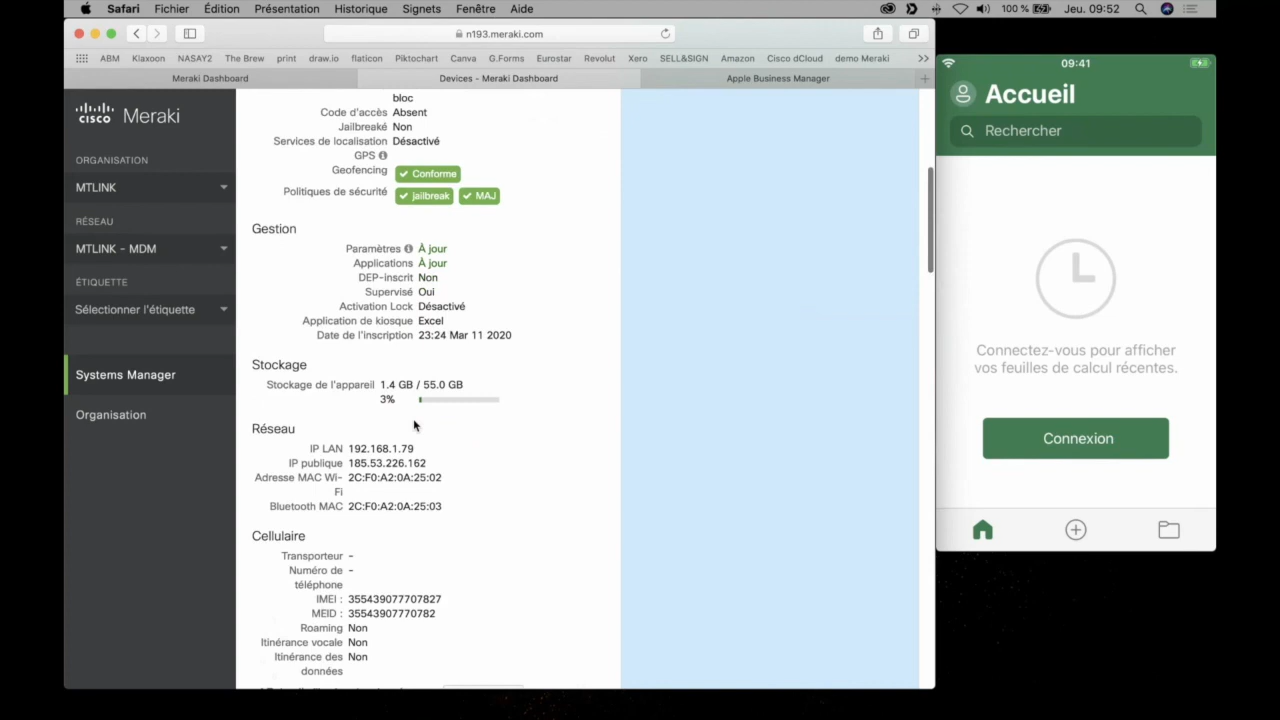 Safari Fichier Édition Présentation Historique Signets Fenêtre Aide
100 % Jeu. 09:52
n193.meraki.com
ABM Klaxoon NASAY2 The Brew print draw.io flaticon Piktochart Canva G.Forms Eurostar Revolut Xero SELL&SIGN Amazon Cisco dCloud demo Meraki >>
Meraki Dashboard
Devices - Meraki Dashboard
Apple Business Manager
cisco Meraki
ORGANISATION
MTLINK
RÉSEAU
MTLINK - MDM
ÉTIQUETTE
Sélectionner l'étiquette
Systems Manager
Organisation
bloc
Code d'accès Absent
Jailbreaké Non
Services de localisation Désactivé
GPS
Geofencing Conforme
Politiques de sécurité jailbreak MAJ
Gestion
Paramètres À jour
Applications À jour
DEP-inscrit Non
Supervisé Oui
Activation Lock Désactivé
Application de kiosque Excel
Date de l'inscription 23:24 Mar 11 2020
Stockage
Stockage de l'appareil 1.4 GB / 55.0 GB
3%
Réseau
IP LAN 192.168.1.79
IP publique 185.53.226.162
Adresse MAC Wi- 2C:F0:A2:0A:25:02
Fi
Bluetooth MAC 2C:F0:A2:0A:25:03
Cellulaire
Transporteur -
Numéro de -
téléphone
IMEI : 355439077707827
MEID : 35543907770782
Roaming Non
Itinérance vocale Non
Itinérance des Non
données
09:41
Accueil
Rechercher
Connectez-vous pour afficher
vos feuilles de calcul récentes.
Connexion